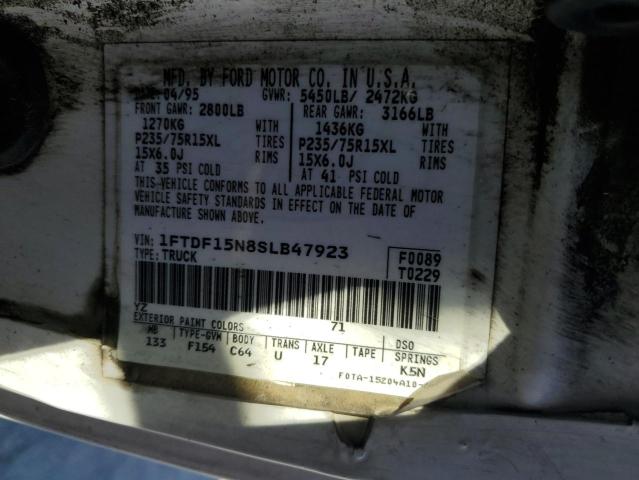 MFD. BY FORD MOTOR CO. IN U.S.A.
04/95 GVWR: 5450LB/ 2472KG
FRONT GAWR: 2800LB REAR GAWR: 3166LB
1270KG WITH 1436KG WITH
P235/75R15XL TIRES P235/75R15XL TIRES
15X6.0J RIMS 15X6.0J RIMS
AT 35 PSI COLD AT 41 PSI COLD
THIS VEHICLE CONFORMS TO ALL APPLICABLE FEDERAL MOTOR
VEHICLE SAFETY STANDARDS IN EFFECT ON THE DATE OF
MANUFACTURE SHOWN ABOVE.
VIN: 1FTDF15N8SLB47923 F0089
TYPE: TRUCK T0229
YZ 71
EXTERIOR PAINT COLORS DSO
WB TYPE-GVW BODY TRANS AXLE TAPE SPRINGS
133 F154 C64 U 17 K5N